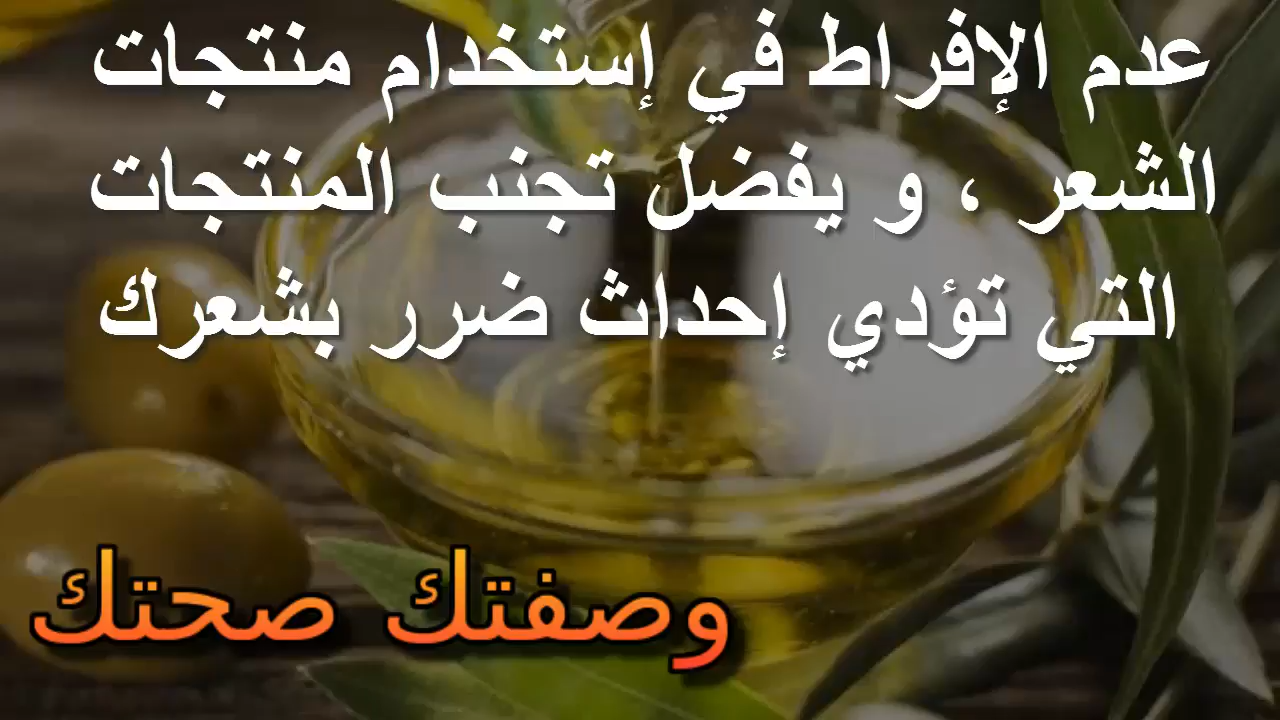 عدم الإفراط في إستخدام منتجات
الشعر ، و يفضل تجنب المنتجات
التي تؤدي إحداث ضرر بشعرك
وصفتك صحتك